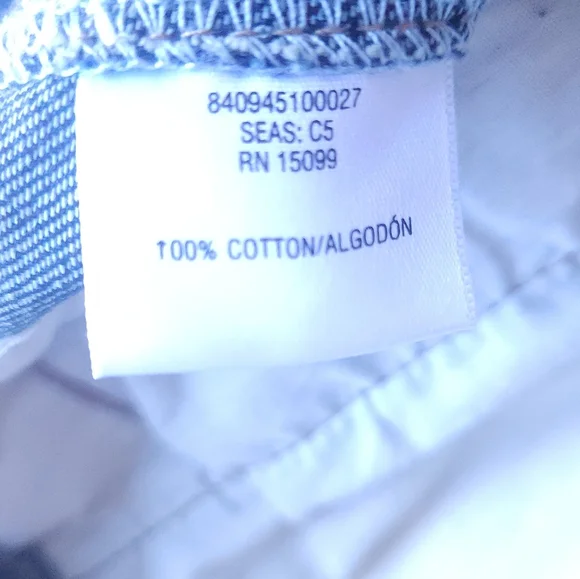 840945100027
SEAS: C5
RN 15099
100% COTTON/ALGODÓN